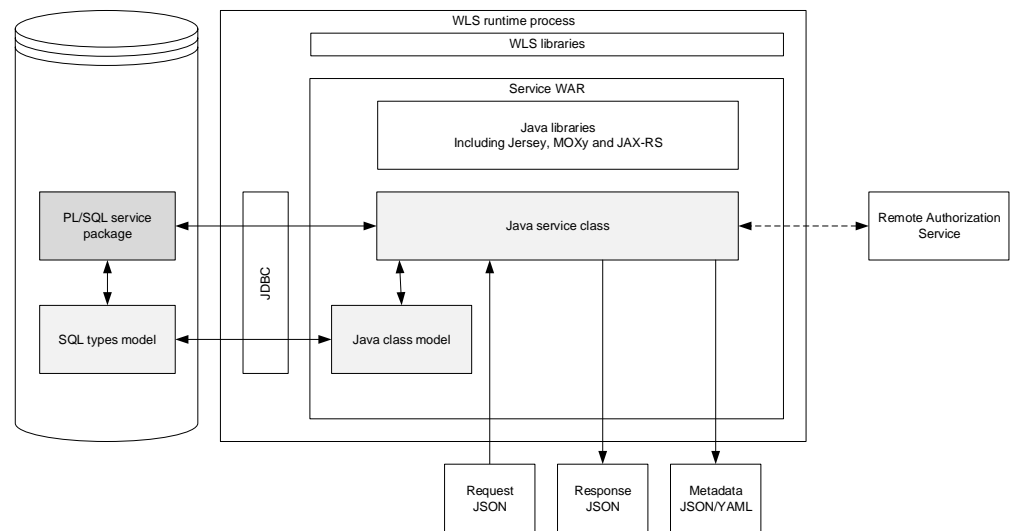 WLS runtime process
WLS libraries
Service WAR
Java libraries
Including Jersey, MOXy and JAX-RS
PL/SQL service
package
JDBC
Java service class
Remote Authorization
Service
SQL types model
Java class model
Request
JSON
Response
JSON
Metadata
JSON/YAML